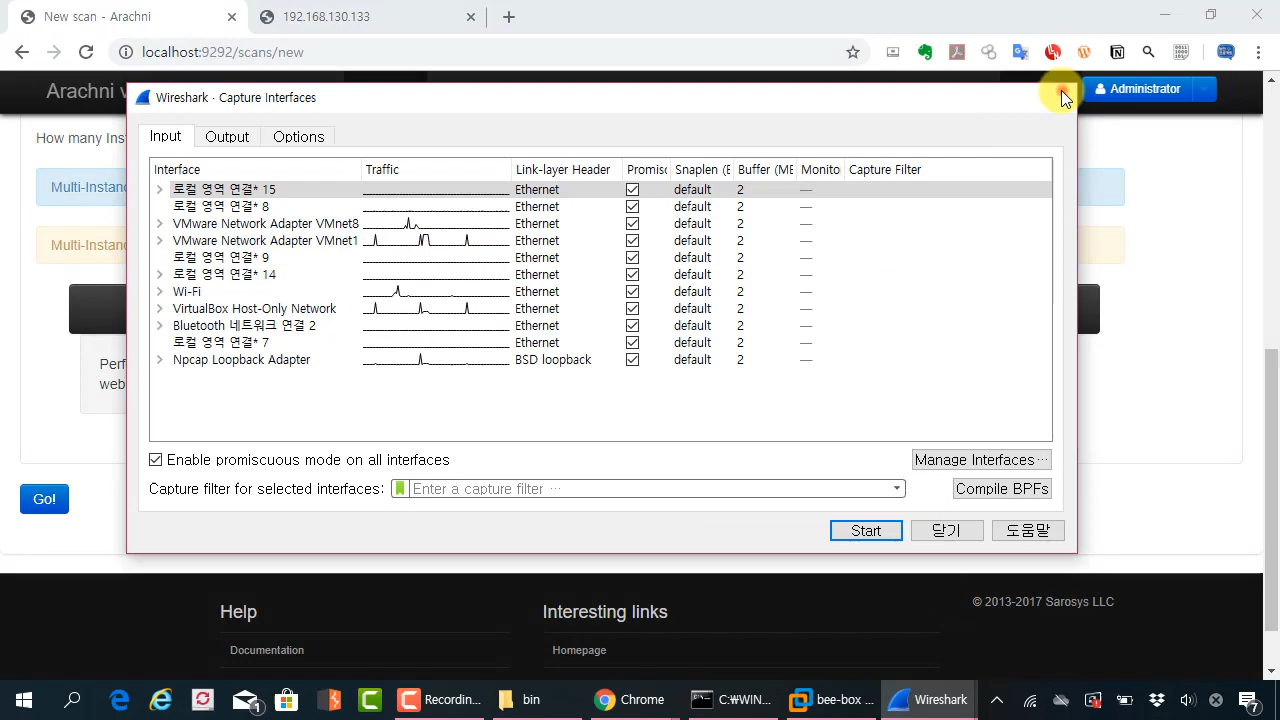 New scan - Arachni
192.168.130.133
localhost:9292/scans/new
Arachni v
Administrator
How many Ins
Multi-Instan
Multi-Instan
Per
web
Go!
Wireshark · Capture Interfaces
Input Output Options
Interface Traffic Link-layer Header Promisc Snaplen (B Buffer (MB Monito Capture Filter
로컬 영역 연결* 15 Ethernet default 2 —
로컬 영역 연결* 8 Ethernet default 2 —
VMware Network Adapter VMnet8 Ethernet default 2 —
VMware Network Adapter VMnet1 Ethernet default 2 —
로컬 영역 연결* 9 Ethernet default 2 —
로컬 영역 연결* 14 Ethernet default 2 —
Wi-Fi Ethernet default 2 —
VirtualBox Host-Only Network Ethernet default 2 —
Bluetooth 네트워크 연결 2 Ethernet default 2 —
로컬 영역 연결* 7 Ethernet default 2 —
Npcap Loopback Adapter BSD loopback default 2 —
Enable promiscuous mode on all interfaces
Manage Interfaces…
Capture filter for selected interfaces: Enter a capture filter …
Compile BPFs
Start 닫기 도움말
Help
Interesting links
© 2013-2017 Sarosys LLC
Documentation
Homepage
1 Recordin... bin Chrome C:\WIN... bee-box ... Wireshark 7